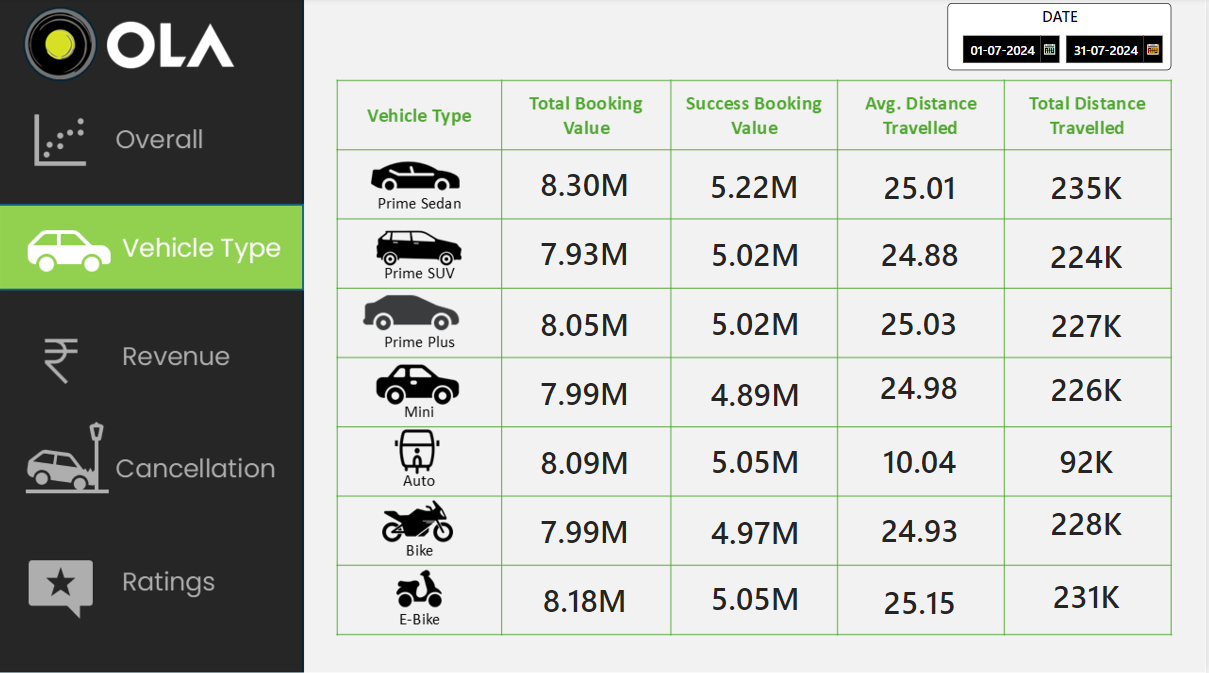 OLA
Overall
Vehicle Type
Revenue
Cancellation
Ratings
DATE
01-07-2024 31-07-2024
Vehicle Type
Total Booking
Value
Success Booking
Value
Avg. Distance
Travelled
Total Distance
Travelled
Prime Sedan
8.30M 5.22M 25.01 235K
Prime SUV
7.93M 5.02M 24.88 224K
Prime Plus
8.05M 5.02M 25.03 227K
Mini
7.99M 4.89M 24.98 226K
Auto
8.09M 5.05M 10.04 92K
Bike
7.99M 4.97M 24.93 228K
E-Bike
8.18M 5.05M 25.15 231K